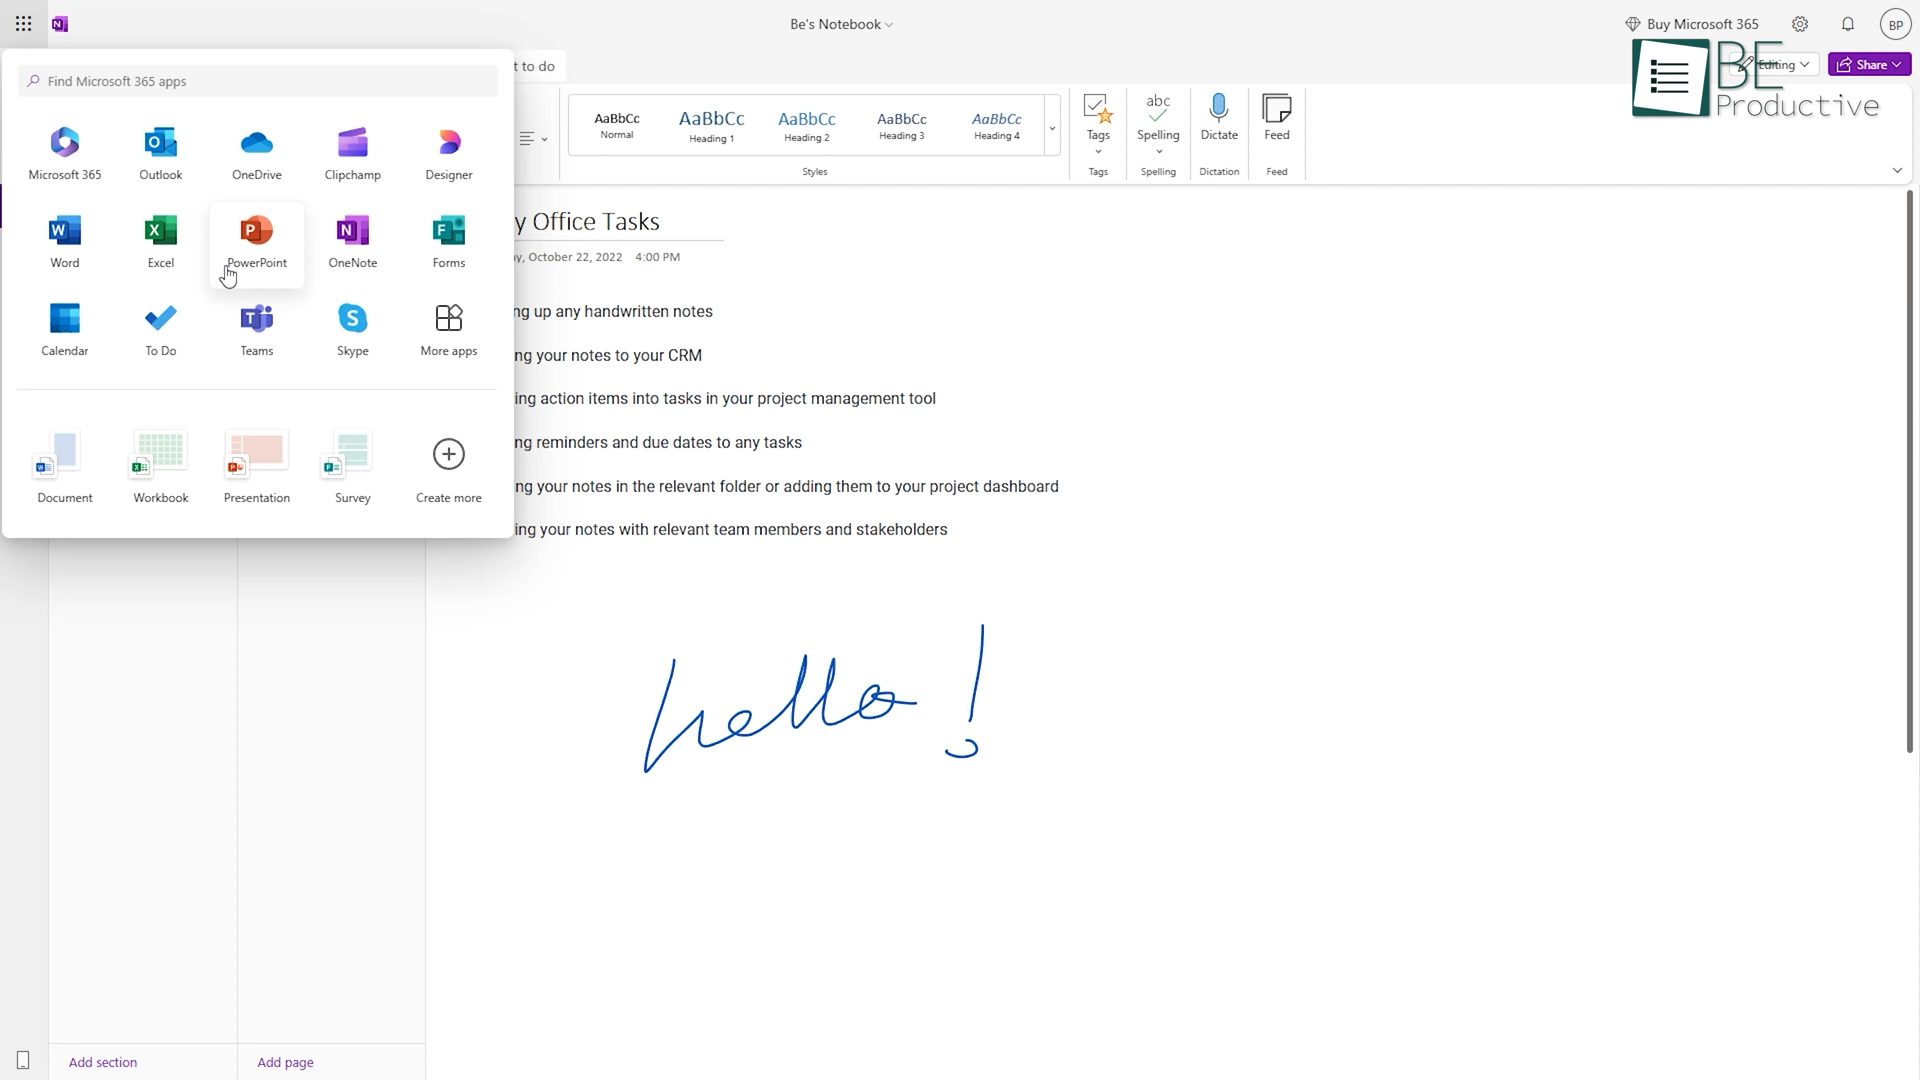 N
Be's Notebook
Buy Microsoft 365
BP
Find Microsoft 365 apps
t to do
Editing
Share
BE
Productive
Microsoft 365
Outlook
OneDrive
Clipchamp
Designer
AaBbCc
Normal
AaBbCc
Heading 1
AaBbCc
Heading 2
AaBbCc
Heading 3
AaBbCc
Heading 4
Styles
Tags
Tags
abc
Spelling
Spelling
Dictate
Dictation
Feed
Feed
Word
Excel
PowerPoint
OneNote
Forms
Calendar
To Do
Teams
Skype
More apps
Document
Workbook
Presentation
Survey
Create more
y Office Tasks
y, October 22, 2022 4:00 PM
ng up any handwritten notes
ng your notes to your CRM
ing action items into tasks in your project management tool
ng reminders and due dates to any tasks
ng your notes in the relevant folder or adding them to your project dashboard
ing your notes with relevant team members and stakeholders
hello!
Add section
Add page